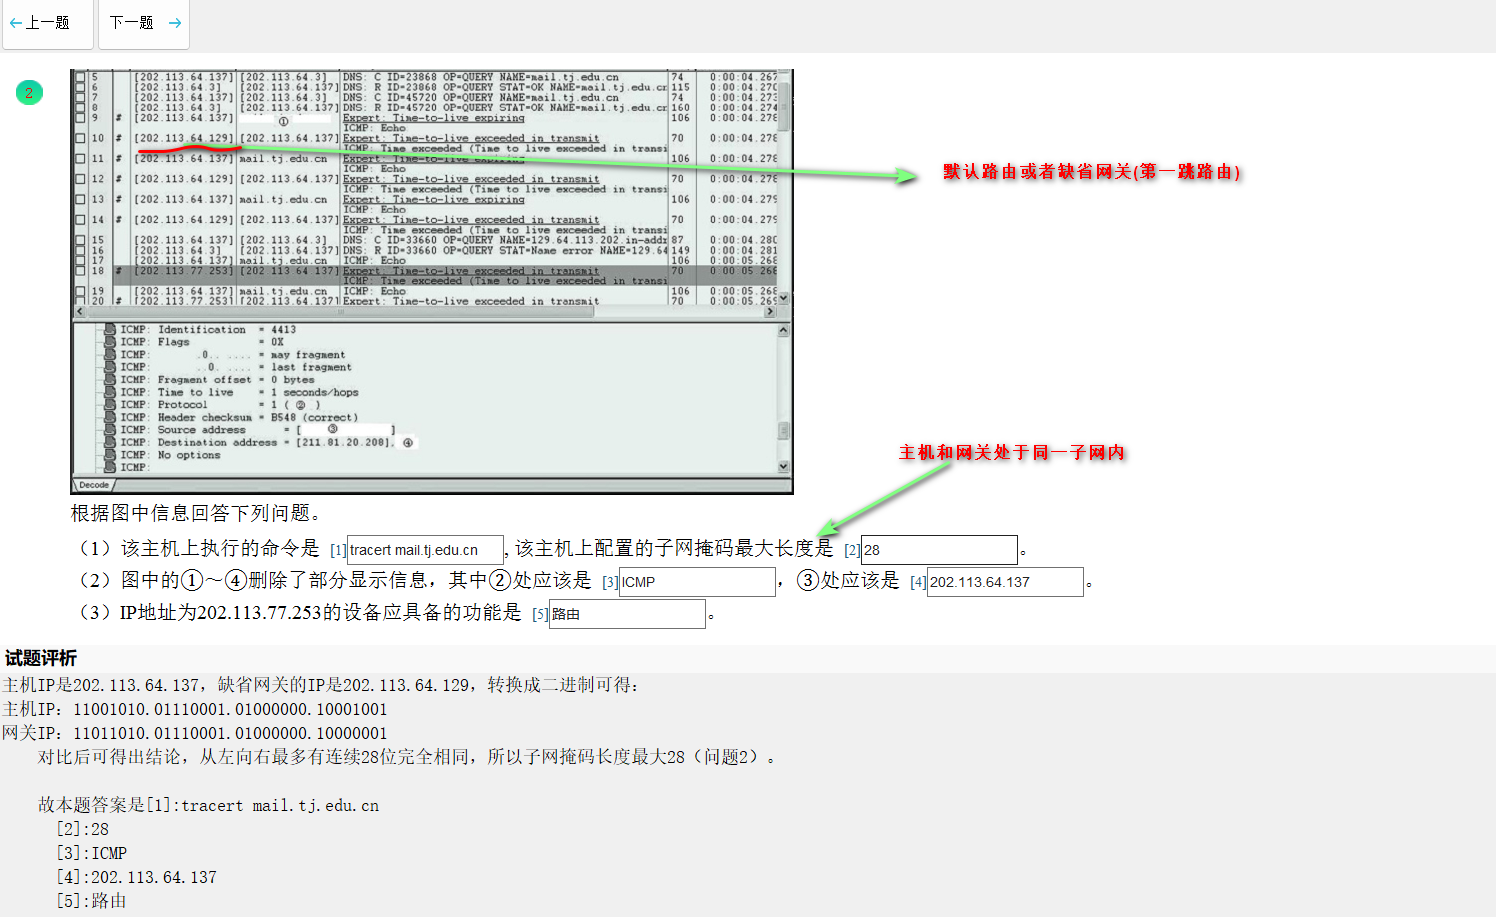 ← 上一题
下一题 →
2
5 [202.113.64.137] [202.113.64.3] DNS: C ID=23868 OP=QUERY NAME=mail.tj.edu.cn 74 0:00:04.267
6 [202.113.64.3] [202.113.64.137] DNS: R ID=23868 OP=QUERY STAT=OK NAME=mail.tj.edu.cr 115 0:00:04.270
7 [202.113.64.137] [202.113.64.3] DNS: C ID=45720 OP=QUERY NAME=mail.tj.edu.cn 74 0:00:04.273
8 [202.113.64.3] [202.113.64.137] DNS: R ID=45720 OP=QUERY STAT=OK NAME=mail.tj.edu.cr 160 0:00:04.274
9 # [202.113.64.137] ① Expert: Time-to-live expiring 106 0:00:04.278
ICMP: Echo
10 # [202.113.64.129] [202.113.64.137] Expert: Time-to-live exceeded in transmit 70 0:00:04.278
ICMP: Time exceeded (Time to live exceeded in transi
11 # [202.113.64.137] mail.tj.edu.cn Expert: Time-to-live expiring 106 0:00:04.278
ICMP: Echo
12 # [202.113.64.129] [202.113.64.137] Expert: Time-to-live exceeded in transmit 70 0:00:04.278
ICMP: Time exceeded (Time to live exceeded in transi
13 # [202.113.64.137] mail.tj.edu.cn Expert: Time-to-live expiring 106 0:00:04.279
ICMP: Echo
14 # [202.113.64.129] [202.113.64.137] Expert: Time-to-live exceeded in transmit 70 0:00:04.279
ICMP: Time exceeded (Time to live exceeded in transi
15 [202.113.64.137] [202.113.64.3] DNS: C ID=33660 OP=QUERY NAME=129.64.113.202.in-addr 87 0:00:04.280
16 [202.113.64.3] [202.113.64.137] DNS: R ID=33660 OP=QUERY STAT=Name error NAME=129.64 149 0:00:04.281
17 [202.113.64.137] mail.tj.edu.cn ICMP: Echo 106 0:00:05.268
18 # [202.113.77.253] [202.113.64.137] Expert: Time-to-live exceeded in transmit 70 0:00:05.268
ICMP: Time exceeded (Time to live exceeded in transi
19 [202.113.64.137] mail.tj.edu.cn ICMP: Echo 106 0:00:05.268
20 # [202.113.77.253] [202.113.64.137] Expert: Time-to-live exceeded in transmit 70 0:00:05.269
默认路由或者缺省网关(第一跳路由)
ICMP: Identification = 4413
ICMP: Flags = 0X
ICMP: .0.. .... = may fragment
ICMP: ..0. .... = last fragment
ICMP: Fragment offset = 0 bytes
ICMP: Time to live = 1 seconds/hops
ICMP: Protocol = 1 ( ② )
ICMP: Header checksum = B548 (correct)
ICMP: Source address = [ ③ ]
ICMP: Destination address = [211.81.20.208], ④
ICMP: No options
ICMP:
Decode
主机和网关处于同一子网内
根据图中信息回答下列问题。
（1）该主机上执行的命令是 [1] tracert mail.tj.edu.cn , 该主机上配置的子网掩码最大长度是 [2] 28 。
（2）图中的①～④删除了部分显示信息，其中②处应该是 [3] ICMP ，③处应该是 [4] 202.113.64.137 。
（3）IP地址为202.113.77.253的设备应具备的功能是 [5] 路由 。
试题评析
主机IP是202.113.64.137，缺省网关的IP是202.113.64.129，转换成二进制可得：
主机IP：11001010.01110001.01000000.10001001
网关IP：11011010.01110001.01000000.10000001
对比后可得出结论，从左向右最多有连续28位完全相同，所以子网掩码长度最大28（问题2）。
故本题答案是[1]:tracert mail.tj.edu.cn
[2]:28
[3]:ICMP
[4]:202.113.64.137
[5]:路由